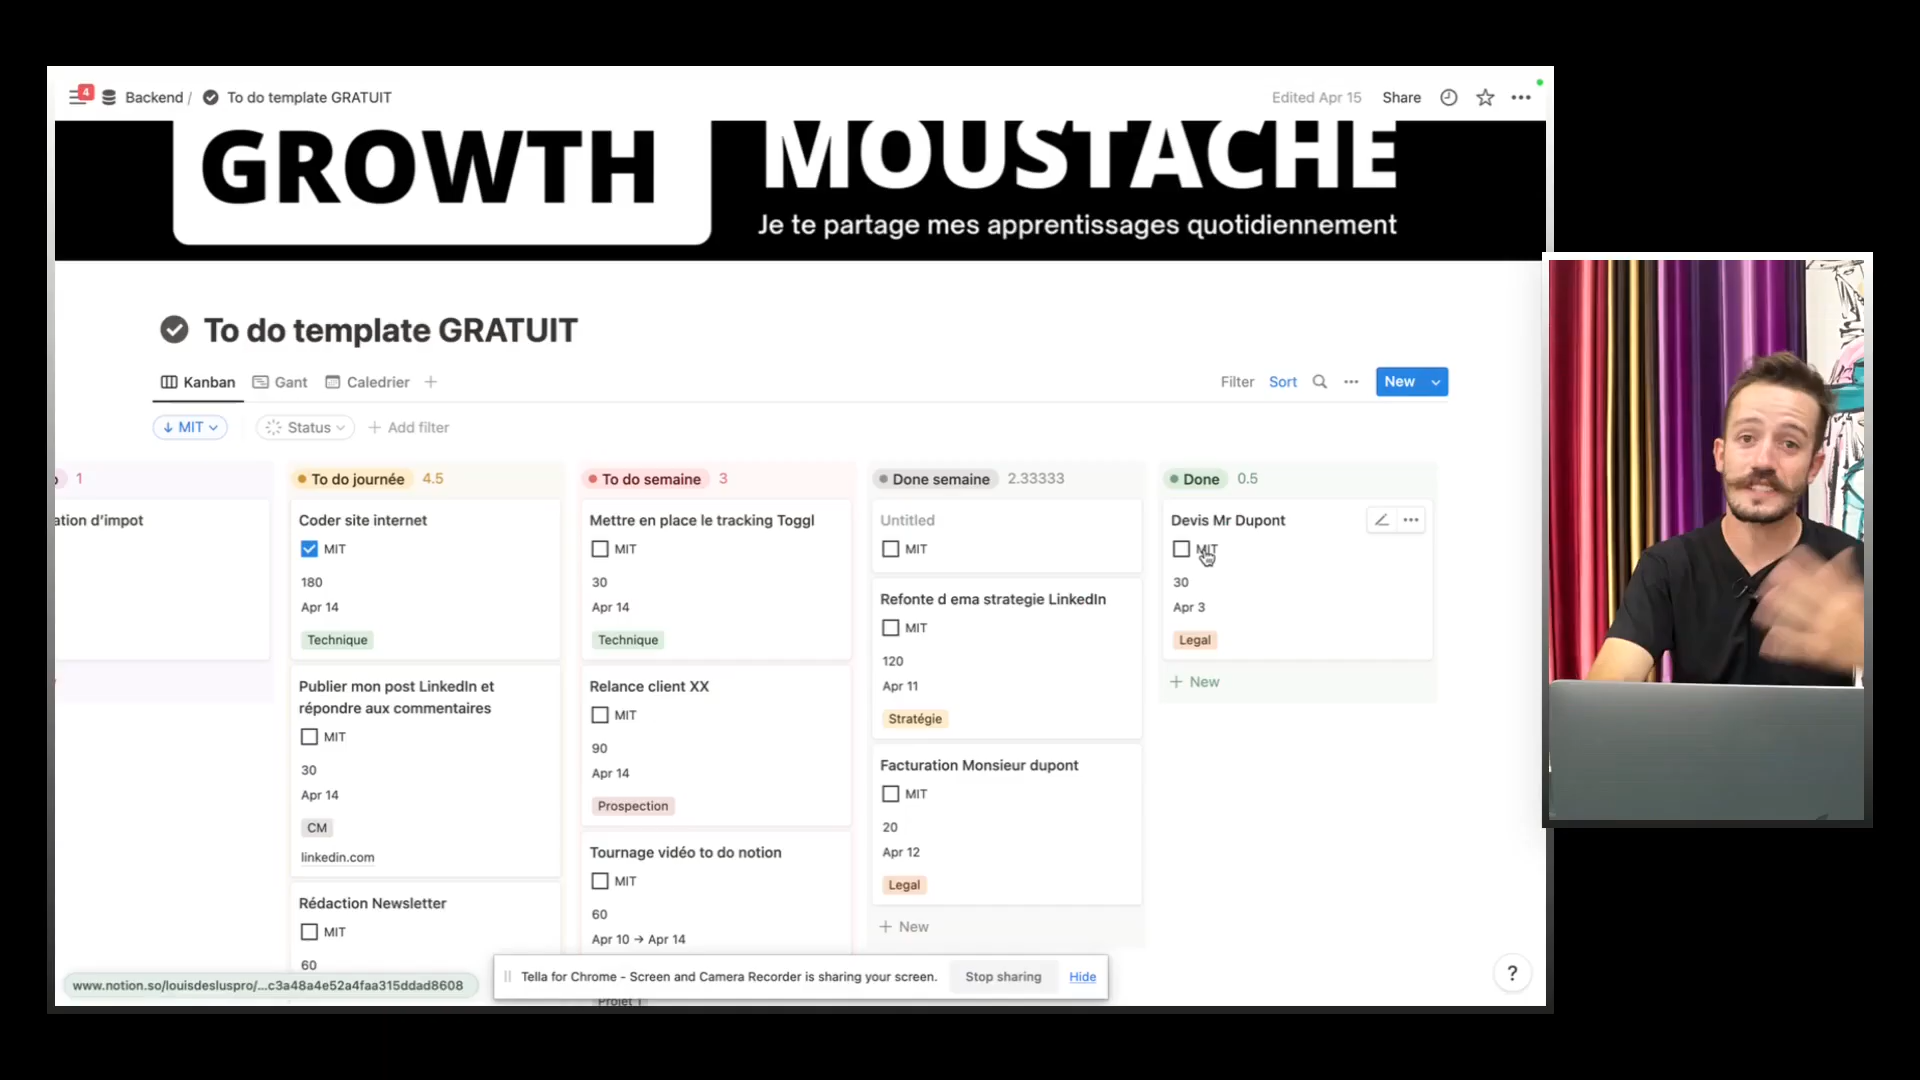 4
Backend / To do template GRATUIT
Edited Apr 15
Share
GROWTH
MOUSTACHE
Je te partage mes apprentissages quotidiennement
To do template GRATUIT
Kanban
Gant
Caledrier
Filter
Sort
New
MIT
Status
Add filter
1
ation d'impot
To do journée 4.5
Coder site internet
MIT
180
Apr 14
Technique
Publier mon post LinkedIn et
répondre aux commentaires
MIT
30
Apr 14
CM
linkedin.com
Rédaction Newsletter
MIT
60
To do semaine 3
Mettre en place le tracking Toggl
MIT
30
Apr 14
Technique
Relance client XX
MIT
90
Apr 14
Prospection
Tournage vidéo to do notion
MIT
60
Apr 10 → Apr 14
Projet 1
Done semaine 2.33333
Untitled
MIT
Refonte d ema strategie LinkedIn
MIT
120
Apr 11
Stratégie
Facturation Monsieur dupont
MIT
20
Apr 12
Legal
+ New
Done 0.5
Devis Mr Dupont
MIT
30
Apr 3
Legal
+ New
www.notion.so/louisdesluspro/...c3a48a4e52a4faa315ddad8608
Tella for Chrome - Screen and Camera Recorder is sharing your screen.
Stop sharing
Hide
?